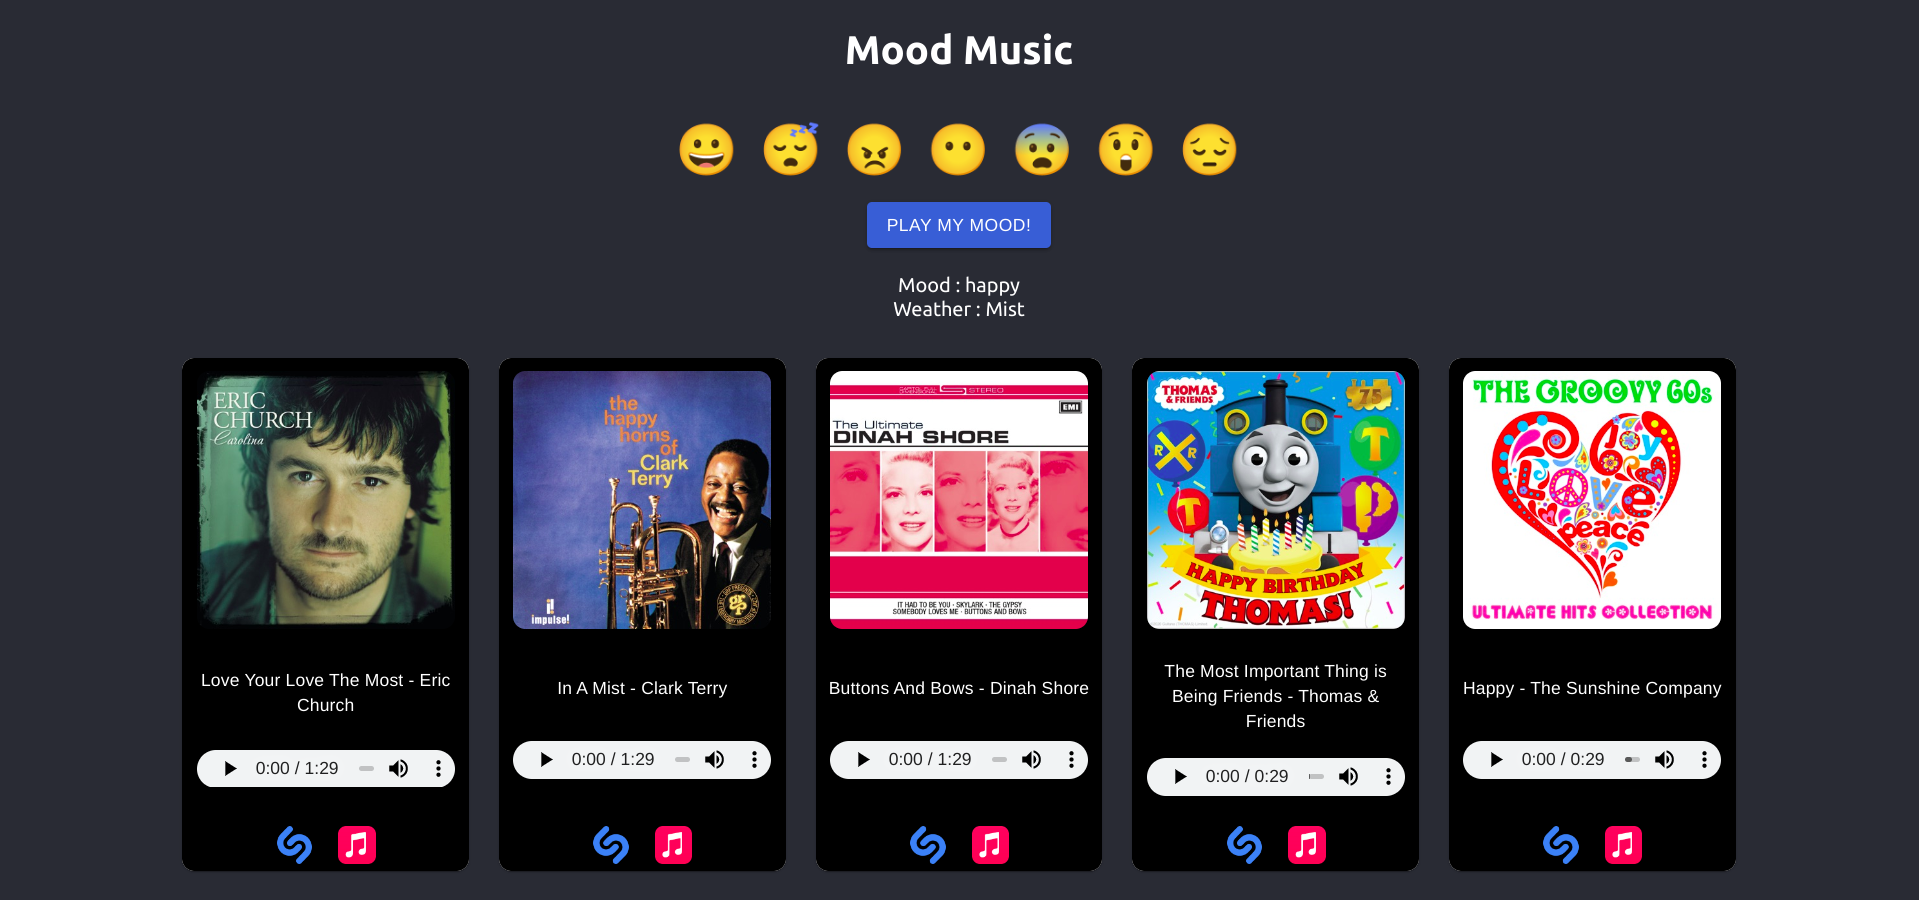 Mood Music
PLAY MY MOOD!
Mood : happy
Weather : Mist
ERIC
CHURCH
Carolina
Love Your Love The Most - Eric
Church
0:00 / 1:29
the
happy
horns
of
Clark
Terry
impulse!
In A Mist - Clark Terry
0:00 / 1:29
STEREO
EMI
The Ultimate
DINAH SHORE
IT HAD TO BE YOU · SKYLARK · THE GYPSY
SOMEBODY LOVES ME · BUTTONS AND BOWS
Buttons And Bows - Dinah Shore
0:00 / 1:29
THOMAS
& FRIENDS
75
HAPPY BIRTHDAY
THOMAS!
The Most Important Thing is
Being Friends - Thomas &
Friends
0:00 / 0:29
THE GROOVY 60s
Joy
Love
peace
ULTIMATE HITS COLLECTION
Happy - The Sunshine Company
0:00 / 0:29